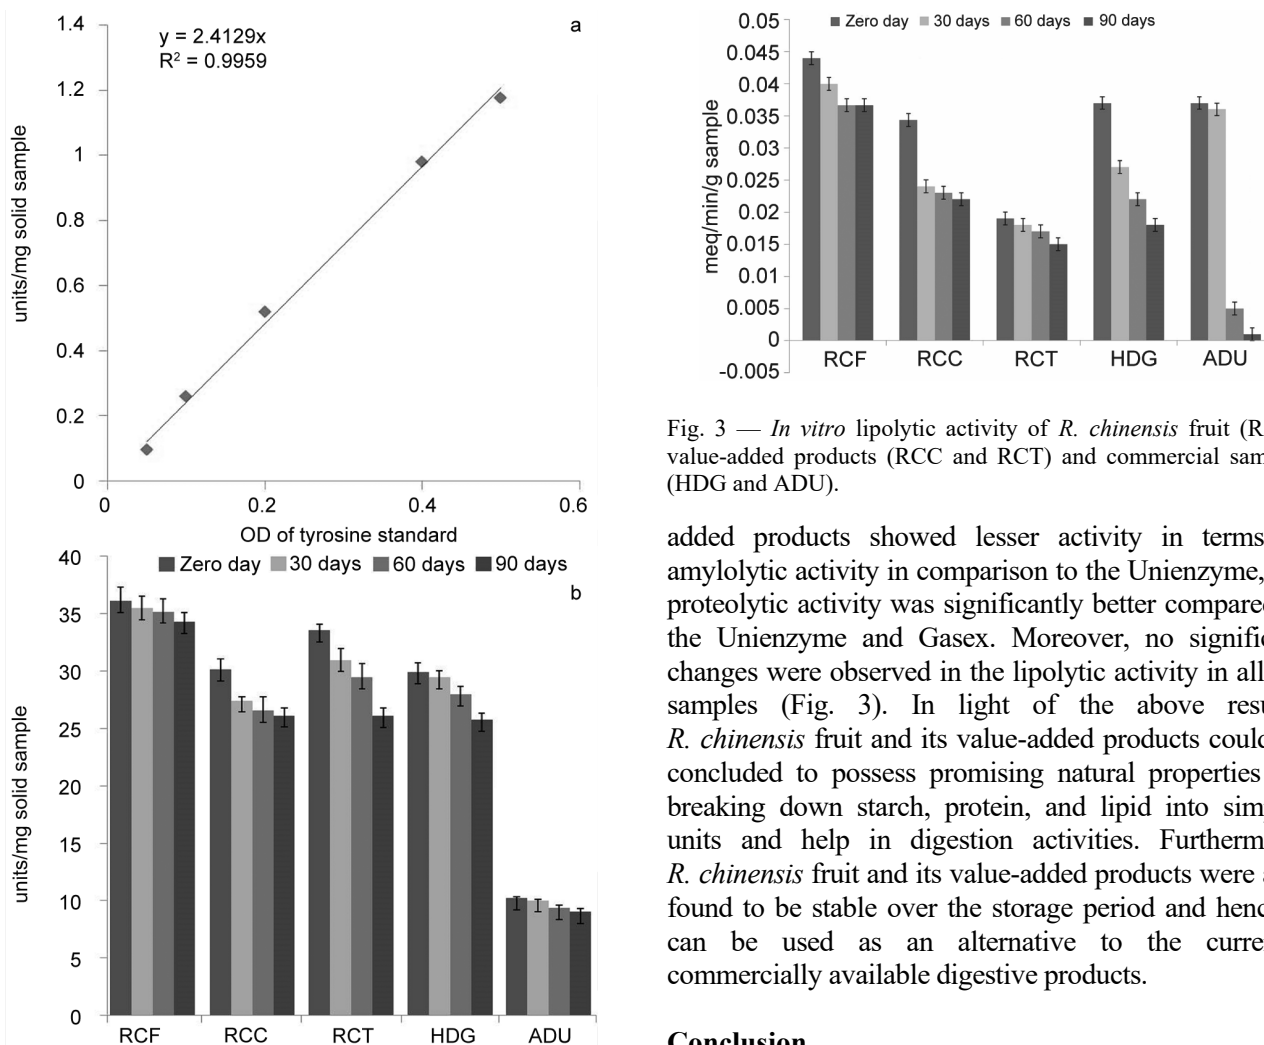 a
y = 2.4129x
R² = 0.9959
1.4
1.2
1
0.8
0.6
0.4
0.2
0
units/mg solid sample
0 0.2 0.4 0.6
OD of tyrosine standard
Zero day 30 days 60 days 90 days
b
40
35
30
25
20
15
10
5
0
units/mg solid sample
RCF RCC RCT HDG ADU
Zero day 30 days 60 days 90 days
0.05
0.045
0.04
0.035
0.03
0.025
0.02
0.015
0.01
0.005
0
-0.005
meq/min/g sample
RCF RCC RCT HDG ADU
Fig. 3 — In vitro lipolytic activity of R. chinensis fruit (R
value-added products (RCC and RCT) and commercial sam
(HDG and ADU).
added products showed lesser activity in terms
amylolytic activity in comparison to the Unienzyme,
proteolytic activity was significantly better compared
the Unienzyme and Gasex. Moreover, no signific
changes were observed in the lipolytic activity in all
samples (Fig. 3). In light of the above resu
R. chinensis fruit and its value-added products could
concluded to possess promising natural properties
breaking down starch, protein, and lipid into simp
units and help in digestion activities. Furtherm
R. chinensis fruit and its value-added products were a
found to be stable over the storage period and henc
can be used as an alternative to the curre
commercially available digestive products.
Conclusion